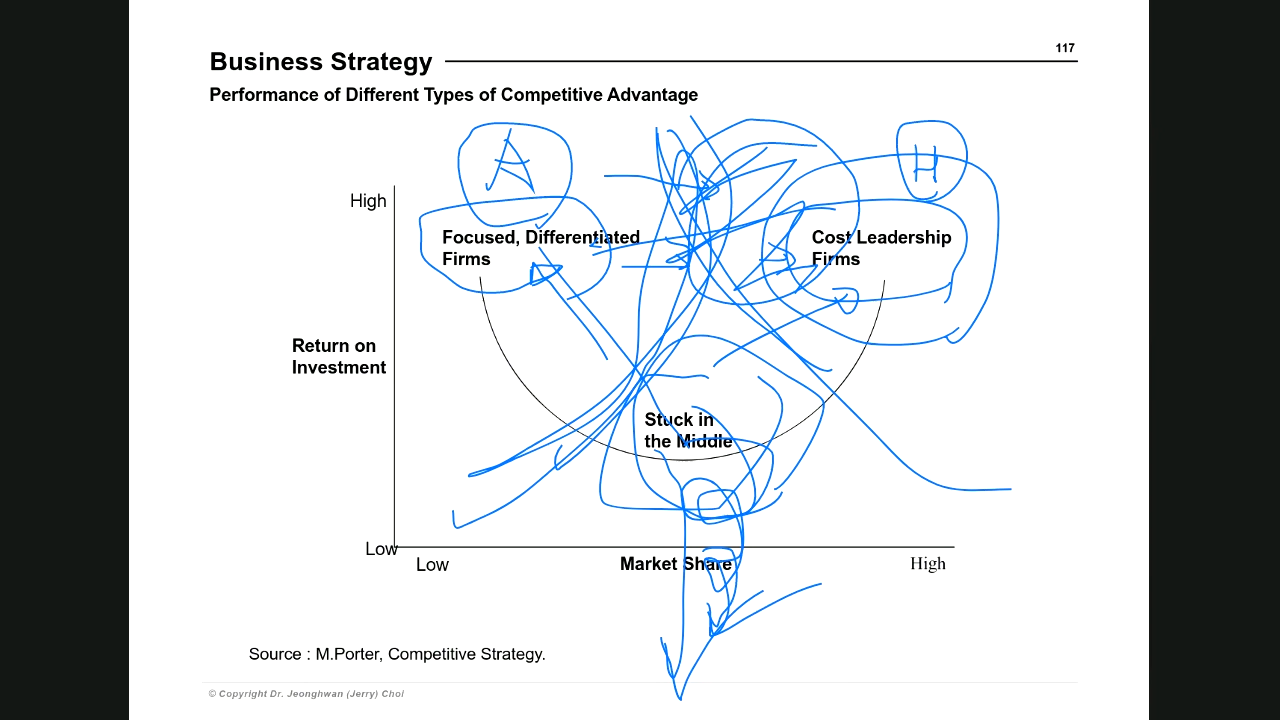 117
Business Strategy
Performance of Different Types of Competitive Advantage
A
H
High
Focused, Differentiated
Firms
Cost Leadership
Firms
Return on
Investment
Stuck in
the Middle
Low
Low
Market Share
High
Source : M.Porter, Competitive Strategy.
© Copyright Dr. Jeonghwan (Jerry) Choi